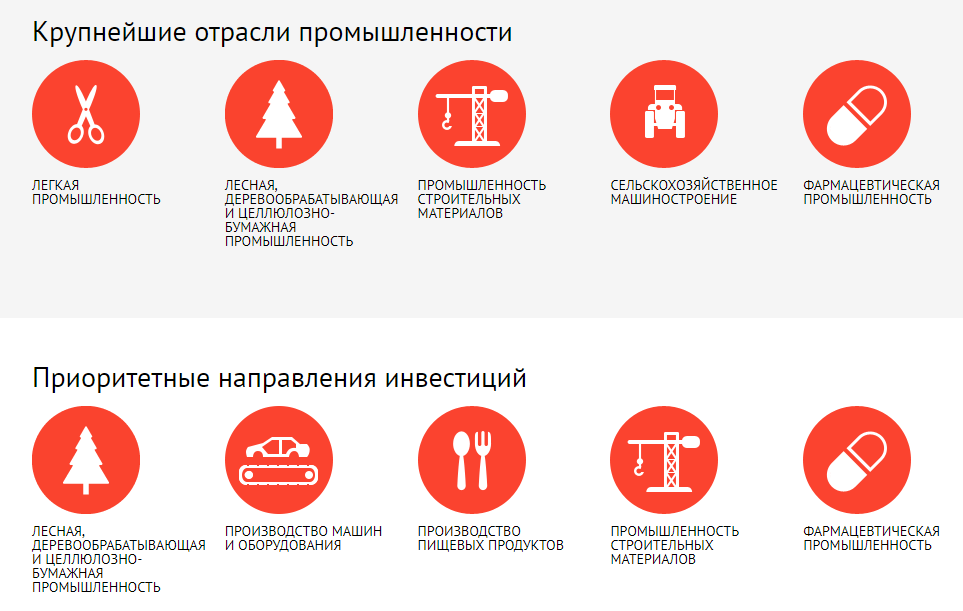 Крупнейшие отрасли промышленности
ЛЕГКАЯ
ПРОМЫШЛЕННОСТЬ
ЛЕСНАЯ,
ДЕРЕВООБРАБАТЫВАЮЩАЯ
И ЦЕЛЛЮЛОЗНО-
БУМАЖНАЯ
ПРОМЫШЛЕННОСТЬ
ПРОМЫШЛЕННОСТЬ
СТРОИТЕЛЬНЫХ
МАТЕРИАЛОВ
СЕЛЬСКОХОЗЯЙСТВЕННОЕ
МАШИНОСТРОЕНИЕ
ФАРМАЦЕВТИЧЕСКАЯ
ПРОМЫШЛЕННОСТЬ
Приоритетные направления инвестиций
ЛЕСНАЯ,
ДЕРЕВООБРАБАТЫВАЮЩАЯ
И ЦЕЛЛЮЛОЗНО-
БУМАЖНАЯ
ПРОМЫШЛЕННОСТЬ
ПРОИЗВОДСТВО МАШИН
И ОБОРУДОВАНИЯ
ПРОИЗВОДСТВО
ПИЩЕВЫХ ПРОДУКТОВ
ПРОМЫШЛЕННОСТЬ
СТРОИТЕЛЬНЫХ
МАТЕРИАЛОВ
ФАРМАЦЕВТИЧЕСКАЯ
ПРОМЫШЛЕННОСТЬ